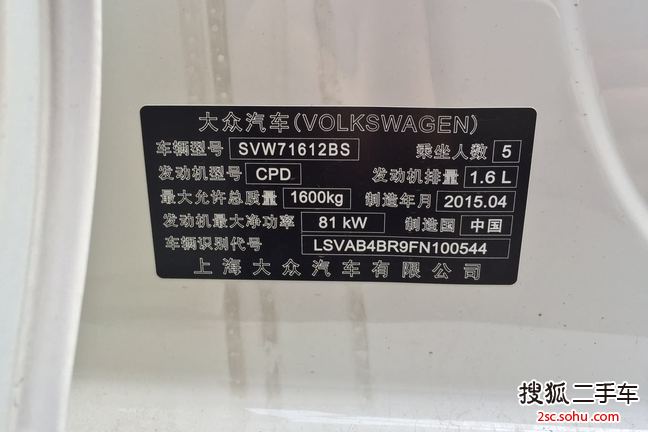 大众汽车(VOLKSWAGEN)
车辆型号 SVW71612BS 乘坐人数 5
发动机型号 CPD 发动机排量 1.6 L
最大允许总质量 1600kg 制造年月 2015.04
发动机最大净功率 81 kW 制造国 中国
车辆识别代号 LSVAB4BR9FN100544
上海大众汽车有限公司
搜狐二手车
2sc.sohu.com